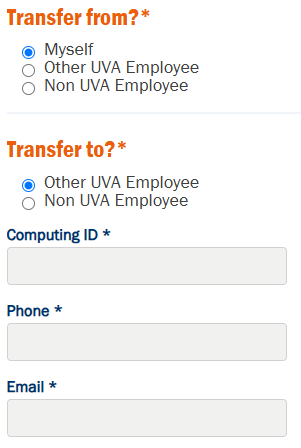 Transfer from?*
Myself
Other UVA Employee
Non UVA Employee
Transfer to?*
Other UVA Employee
Non UVA Employee
Computing ID *
Phone *
Email *